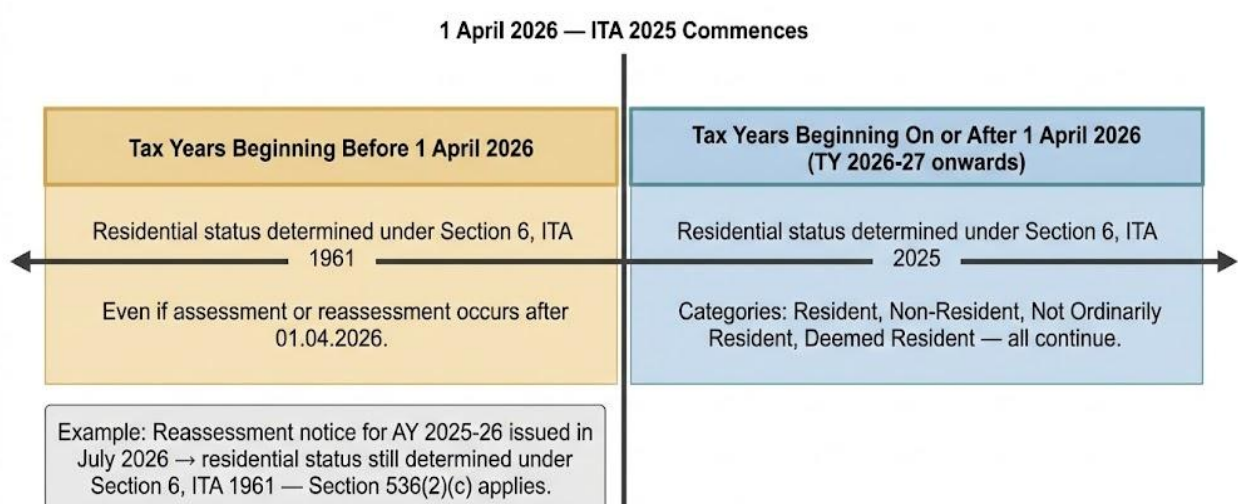 1 April 2026 — ITA 2025 Commences
Tax Years Beginning Before 1 April 2026
Residential status determined under Section 6, ITA
1961
Even if assessment or reassessment occurs after
01.04.2026.
Example: Reassessment notice for AY 2025-26 issued in
July 2026 → residential status still determined under
Section 6, ITA 1961 — Section 536(2)(c) applies.
Tax Years Beginning On or After 1 April 2026
(TY 2026-27 onwards)
Residential status determined under Section 6, ITA
2025
Categories: Resident, Non-Resident, Not Ordinarily
Resident, Deemed Resident — all continue.